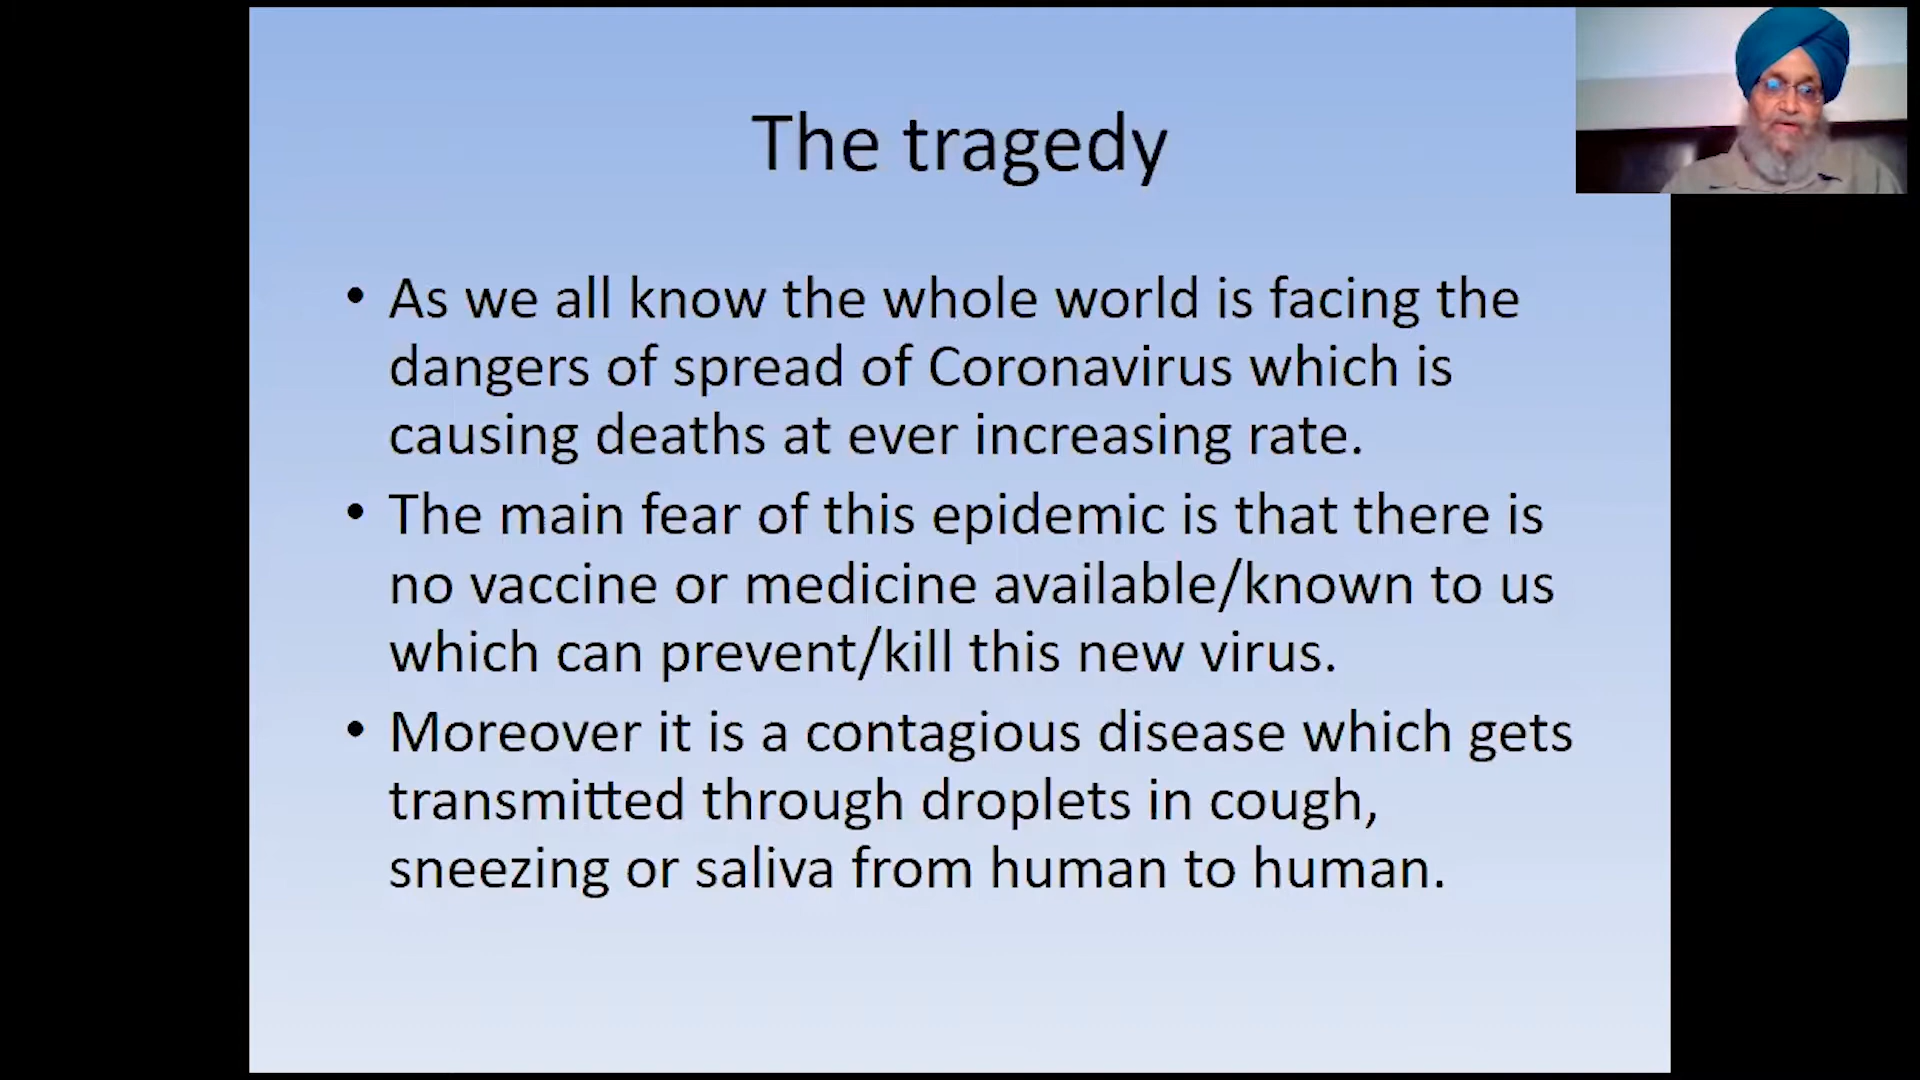 The tragedy
• As we all know the whole world is facing the
dangers of spread of Coronavirus which is
causing deaths at ever increasing rate.
• The main fear of this epidemic is that there is
no vaccine or medicine available/known to us
which can prevent/kill this new virus.
• Moreover it is a contagious disease which gets
transmitted through droplets in cough,
sneezing or saliva from human to human.